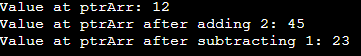 Value at ptrArr: 12
Value at ptrArr after adding 2: 45
Value at ptrArr after subtracting 1: 23